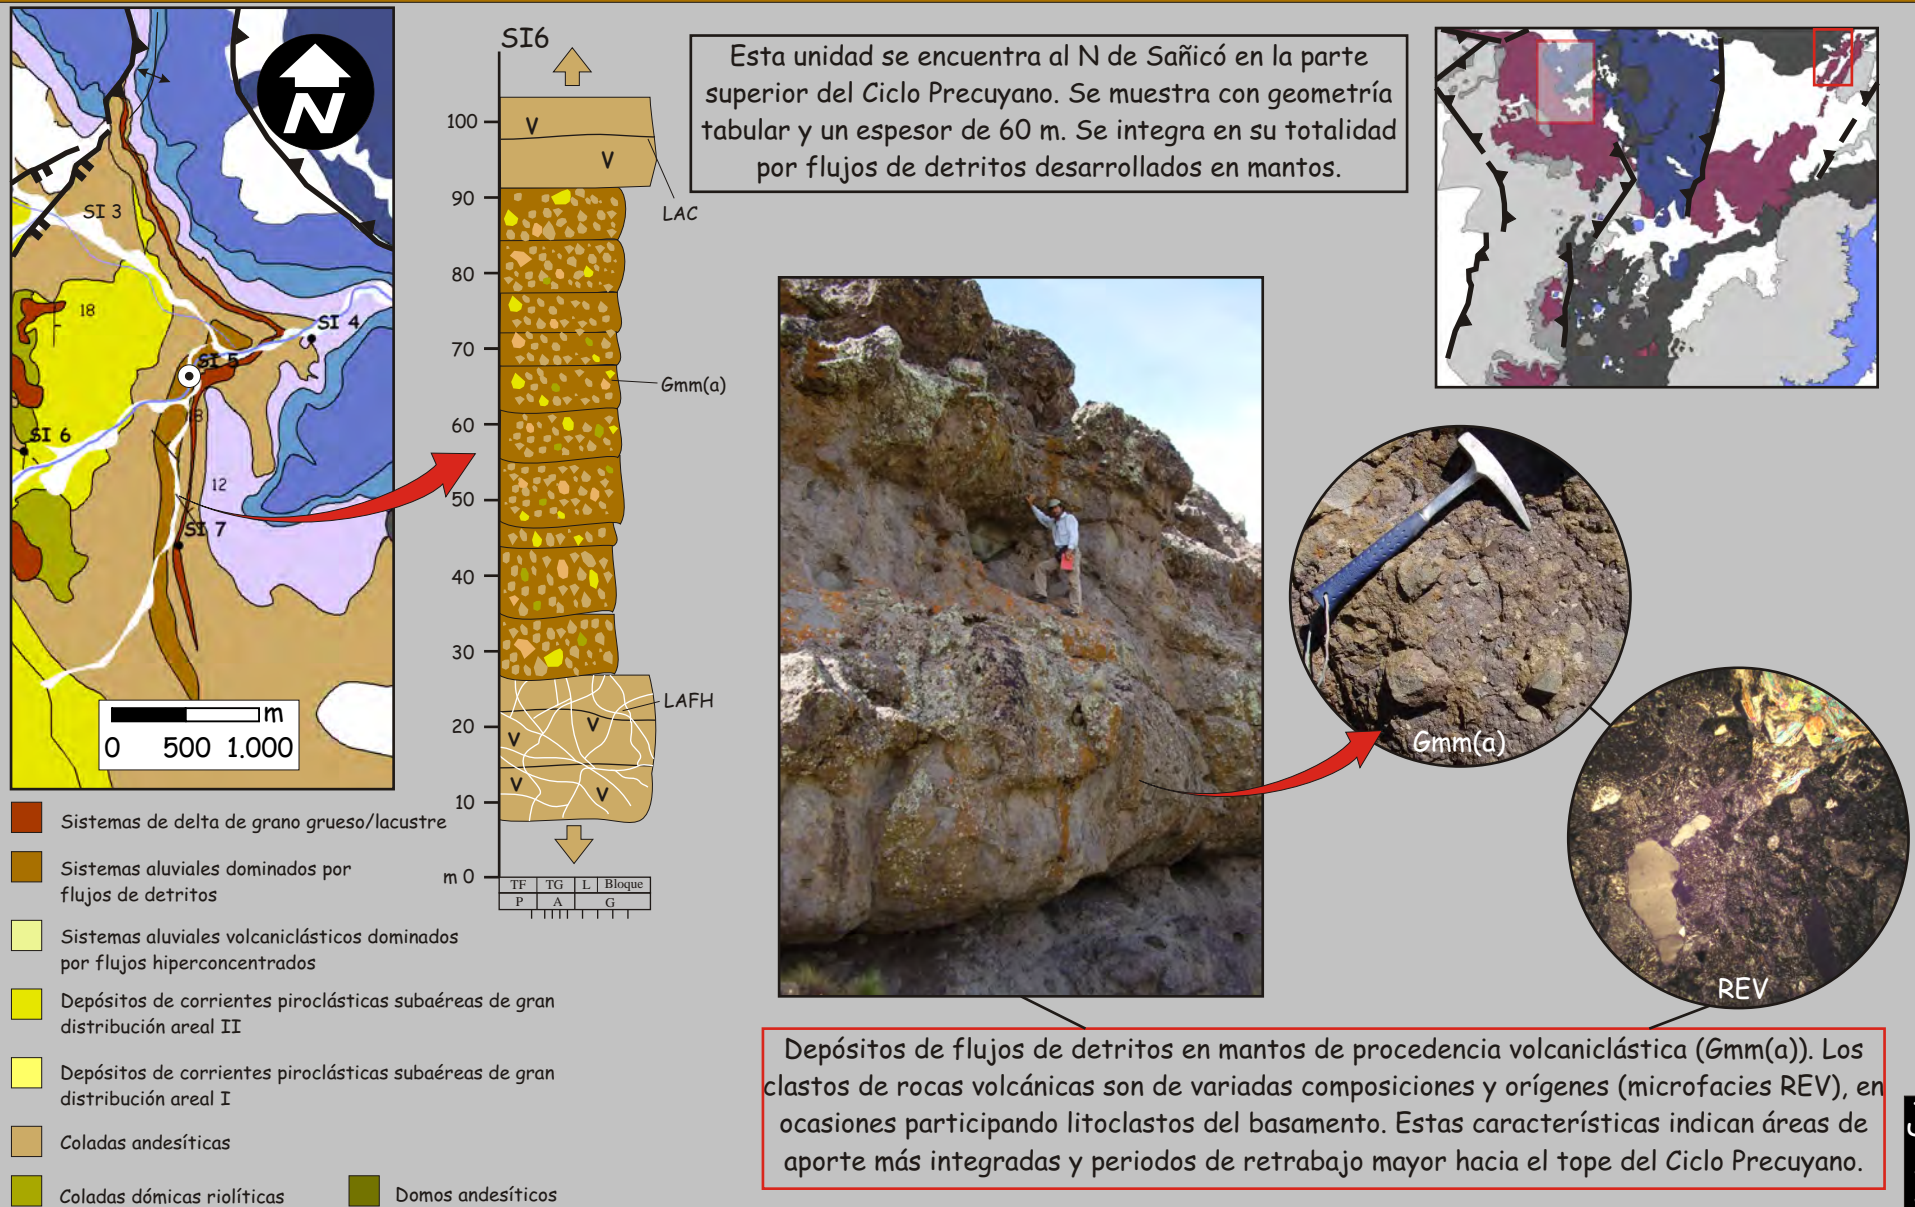 N
SI 3
18
SI 4
SI 5
8
SI 6
12
SI 7
m
0 500 1.000
SI6
100
90
80
70
60
50
40
30
20
10
m 0
V
V
LAC
Gmm(a)
LAFH
V
V
V
V
TF TG L Bloque
P A G
Esta unidad se encuentra al N de Sañicó en la parte
superior del Ciclo Precuyano. Se muestra con geometría
tabular y un espesor de 60 m. Se integra en su totalidad
por flujos de detritos desarrollados en mantos.
Gmm(a)
REV
Sistemas de delta de grano grueso/lacustre
Sistemas aluviales dominados por
flujos de detritos
Sistemas aluviales volcaniclásticos dominados
por flujos hiperconcentrados
Depósitos de corrientes piroclásticas subaéreas de gran
distribución areal II
Depósitos de corrientes piroclásticas subaéreas de gran
distribución areal I
Coladas andesíticas
Coladas dómicas riolíticas
Domos andesíticos
Depósitos de flujos de detritos en mantos de procedencia volcaniclástica (Gmm(a)). Los
clastos de rocas volcánicas son de variadas composiciones y orígenes (microfacies REV), en
ocasiones participando litoclastos del basamento. Estas características indican áreas de
aporte más integradas y periodos de retrabajo mayor hacia el tope del Ciclo Precuyano.